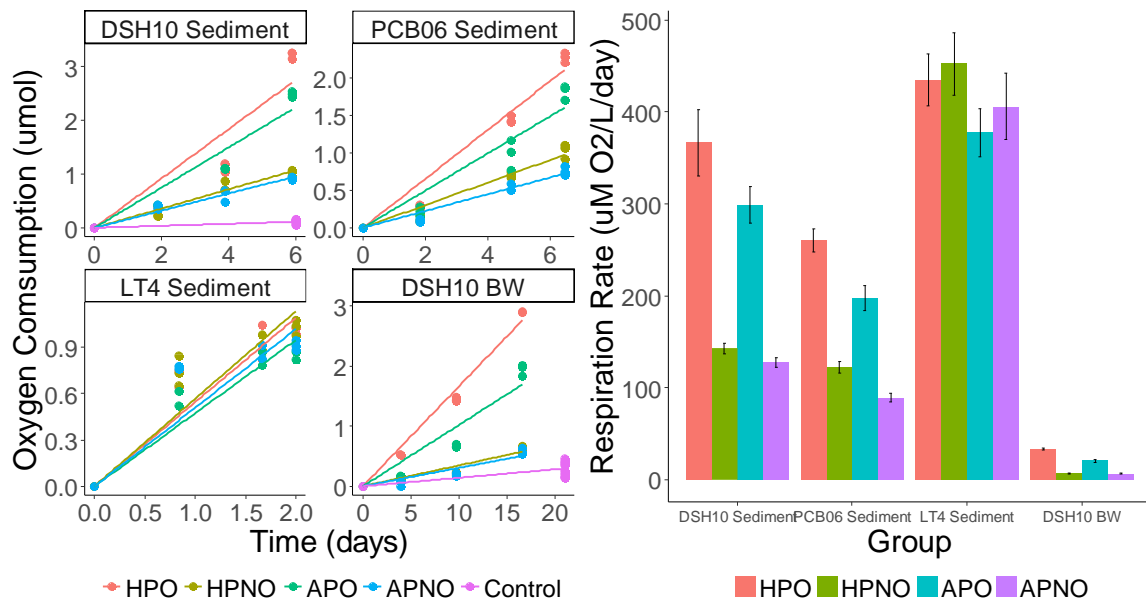 DSH10 Sediment
PCB06 Sediment
3
2
1
0
0 2 4 6
2.0
1.5
1.0
0.5
0.0
0 1 2 3 4 5 6
LT4 Sediment
DSH10 BW
0.9
0.6
0.3
0.0
0.0 0.5 1.0 1.5 2.0
3
2
1
0
0 5 10 15 20
Oxygen Comsumption (umol)
Time (days)
HPO HPNO APO APNO Control
500
400
300
200
100
0
Respiration Rate (uM O2/L/day)
DSH10 Sediment PCB06 Sediment LT4 Sediment DSH10 BW
Group
HPO HPNO APO APNO